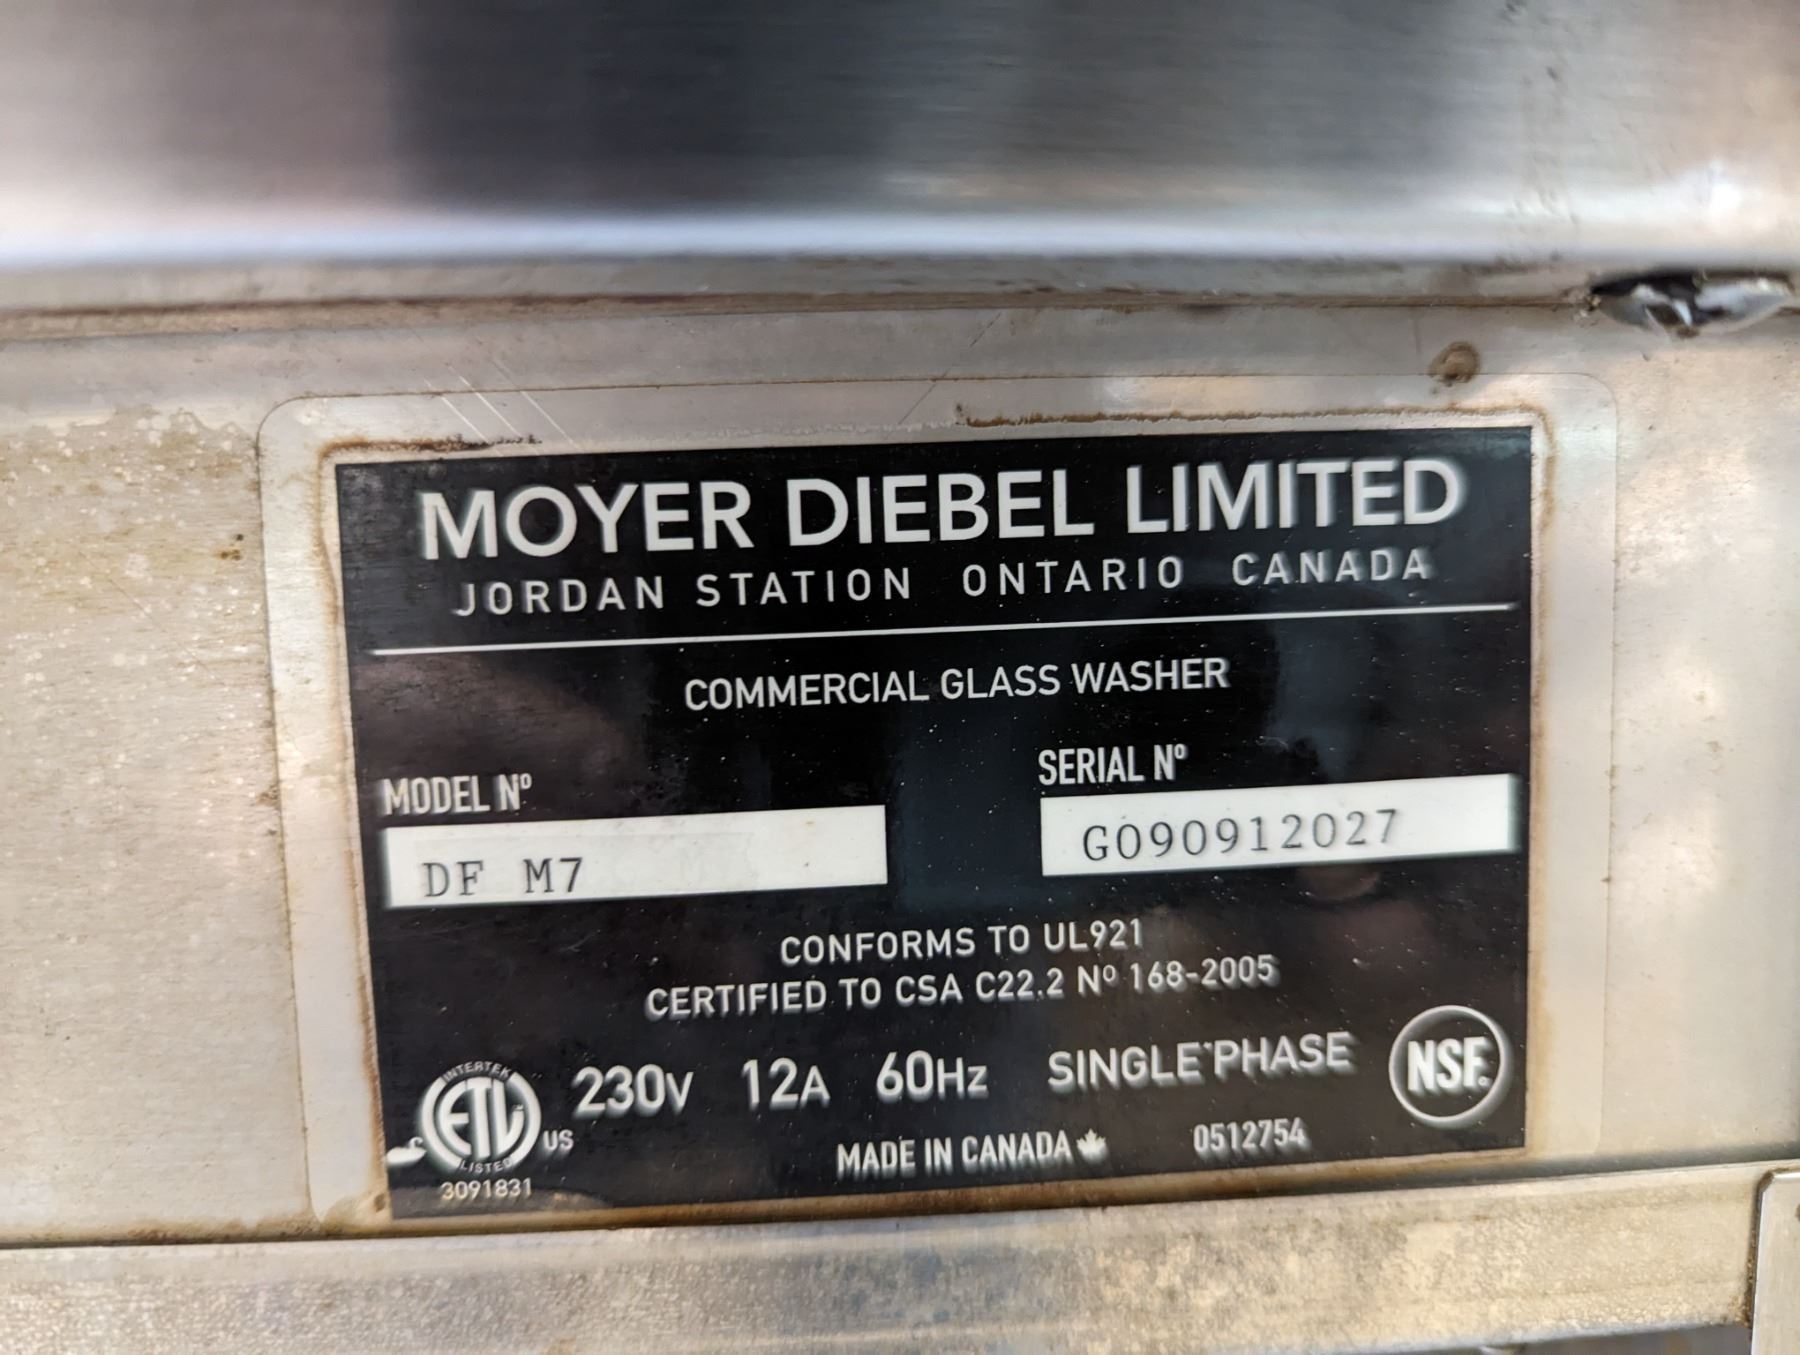 MOYER DIEBEL LIMITED
JORDAN STATION ONTARIO CANADA
COMMERCIAL GLASS WASHER
MODEL Nº
SERIAL Nº
DF M7
G090912027
CONFORMS TO UL921
CERTIFIED TO CSA C22.2 Nº 168-2005
INTERTEK
ETL
LISTED
US
3091831
230V 12A 60Hz SINGLE PHASE
NSF.
MADE IN CANADA
0512754